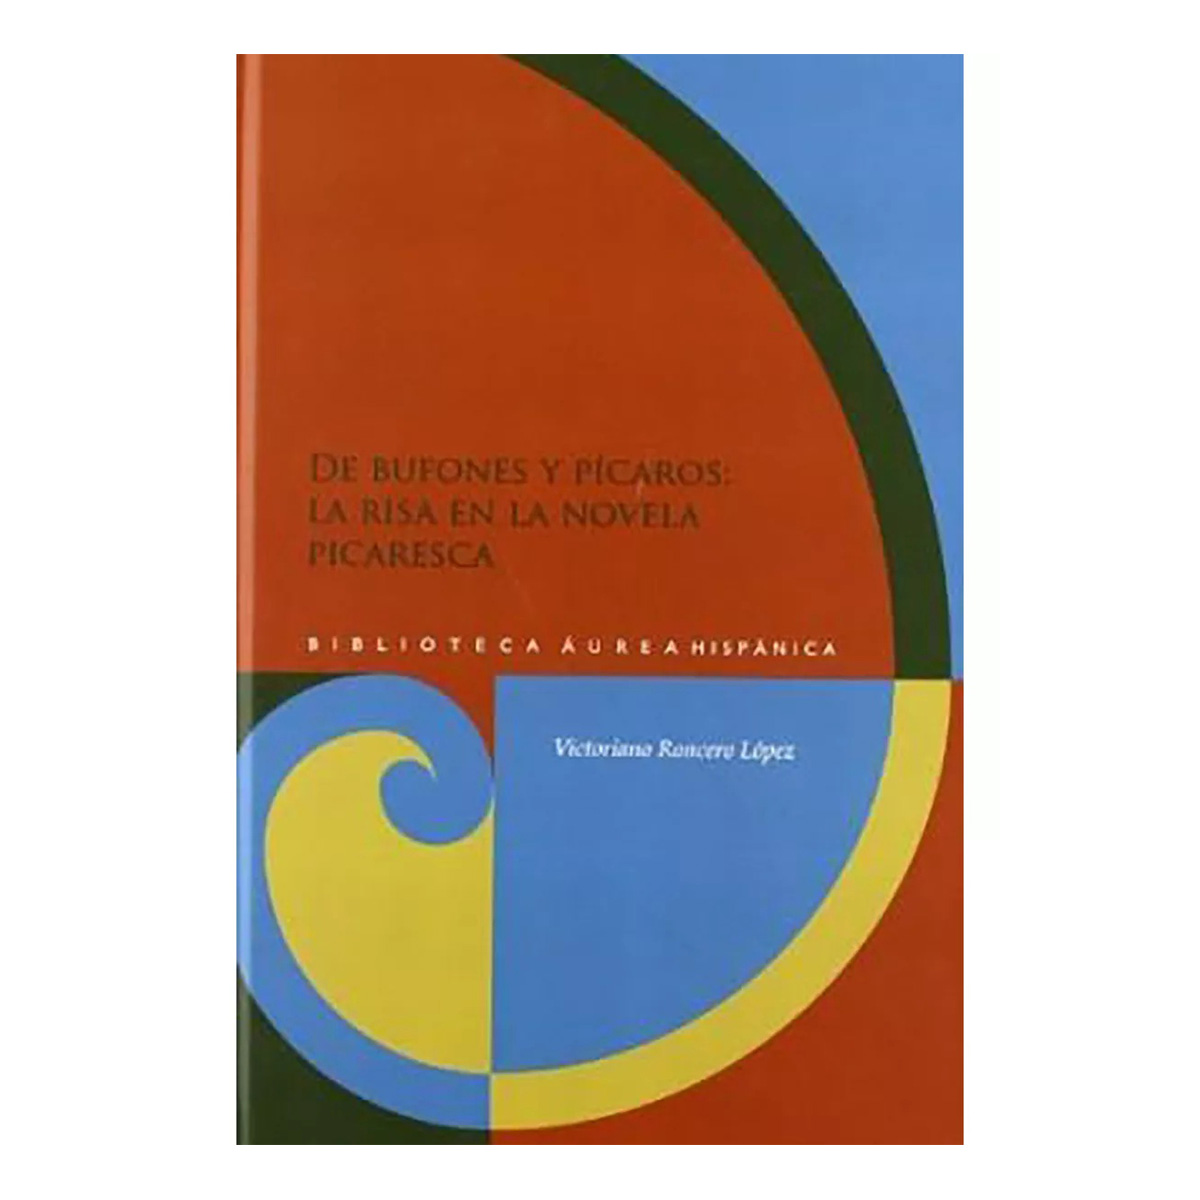 DE BUFONES Y PÍCAROS:
LA RISA EN LA NOVELA
PICARESCA
BIBLIOTECA ÁUREA HISPÁNICA
Victoriano Roncero López